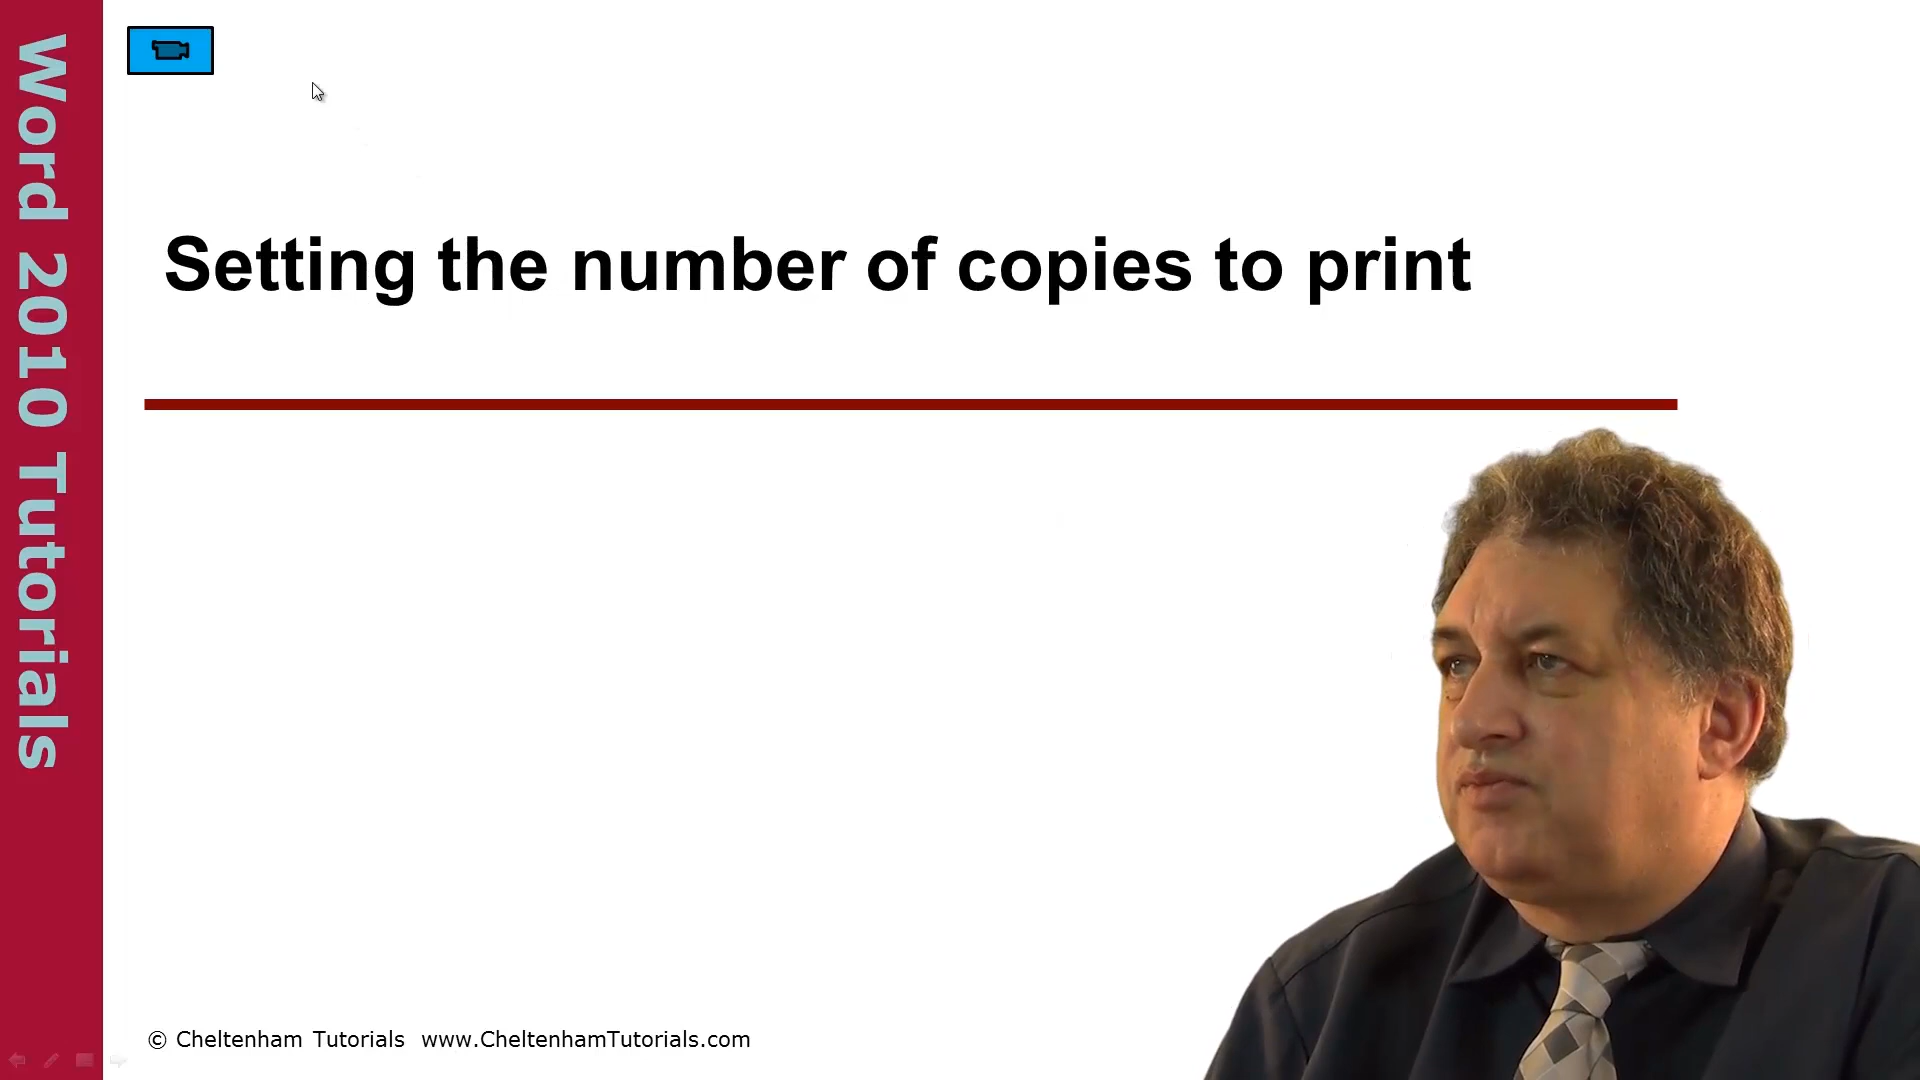 Word 2010 Tutorials
Setting the number of copies to print
© Cheltenham Tutorials www.CheltenhamTutorials.com